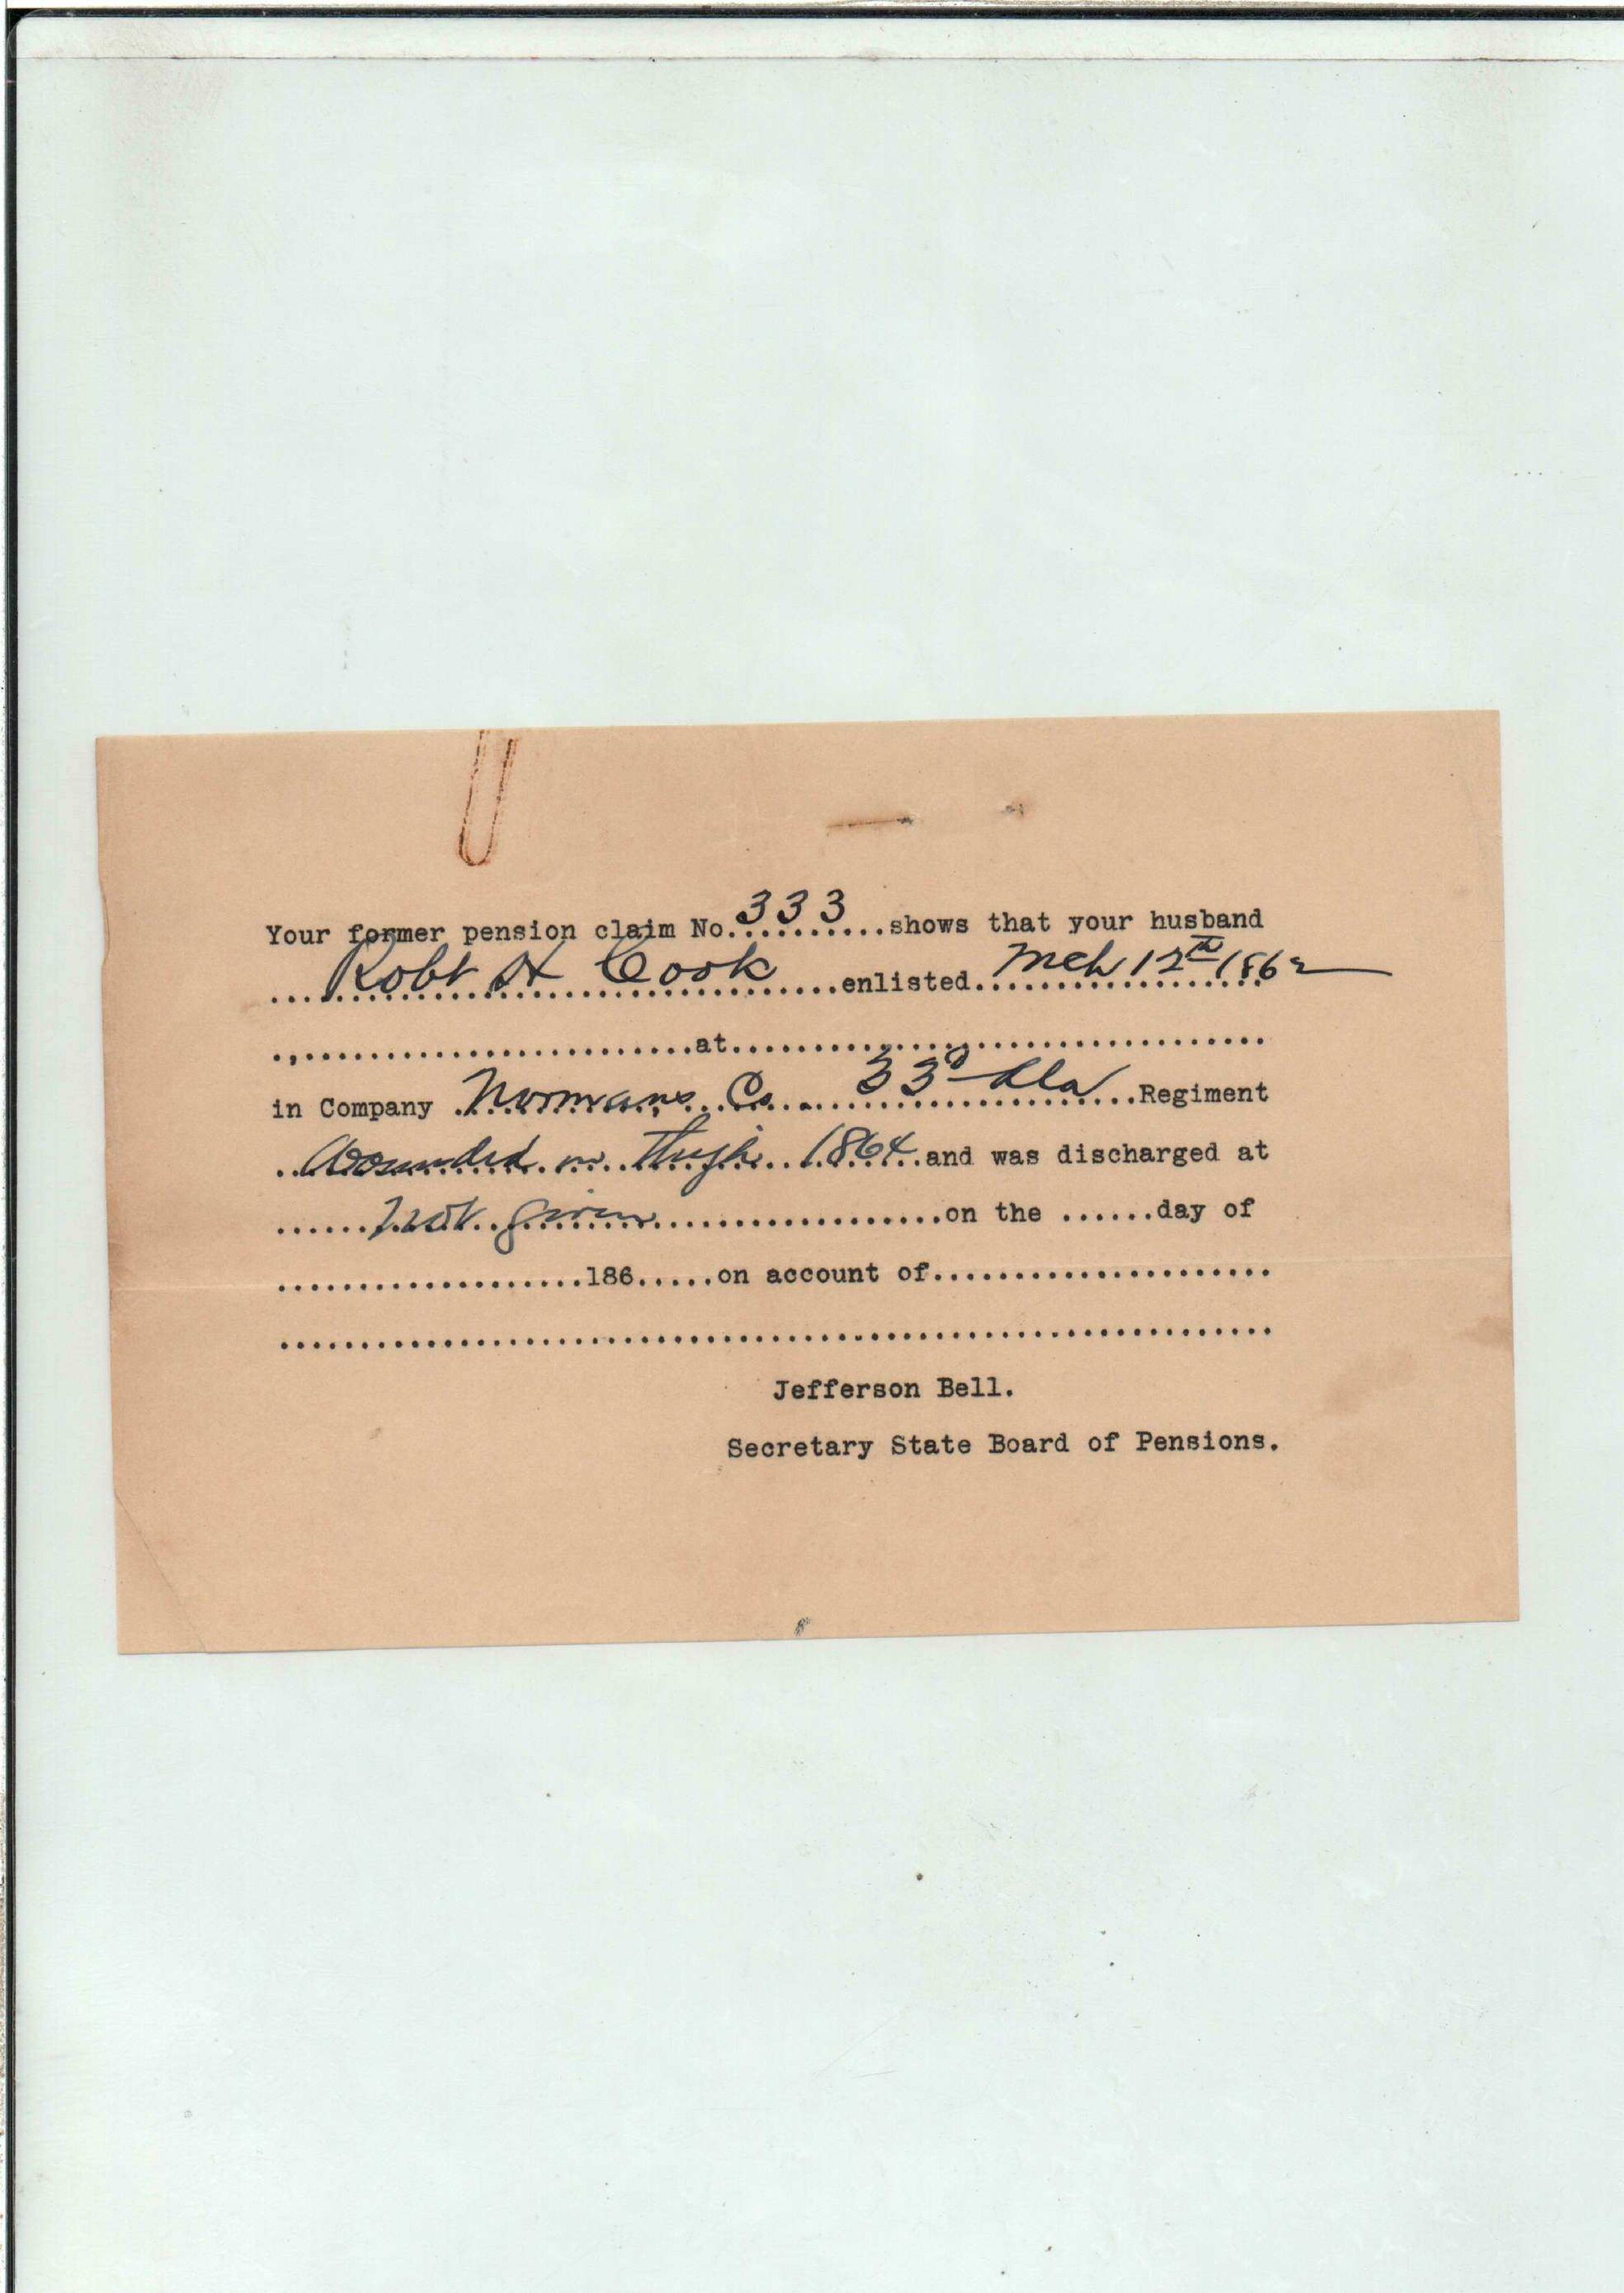 Your former pension claim No. 333 shows that your husband
Robt H Cook enlisted Mch 12th 1862
at
in Company Normans Co. 33d Ala Regiment
Wounded in thigh 1864 and was discharged at
not given on the ......day of
186.....on account of
Jefferson Bell.
Secretary State Board of Pensions.